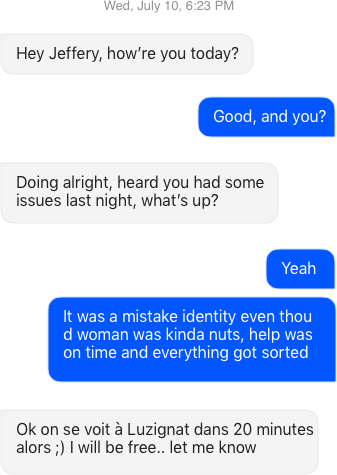 Wed, July 10, 6:23 PM
Hey Jeffery, how're you today?
Good, and you?
Doing alright, heard you had some
issues last night, what's up?
Yeah
It was a mistake identity even thou
d woman was kinda nuts, help was
on time and everything got sorted
Ok on se voit à Luzignat dans 20 minutes
alors ;) I will be free.. let me know